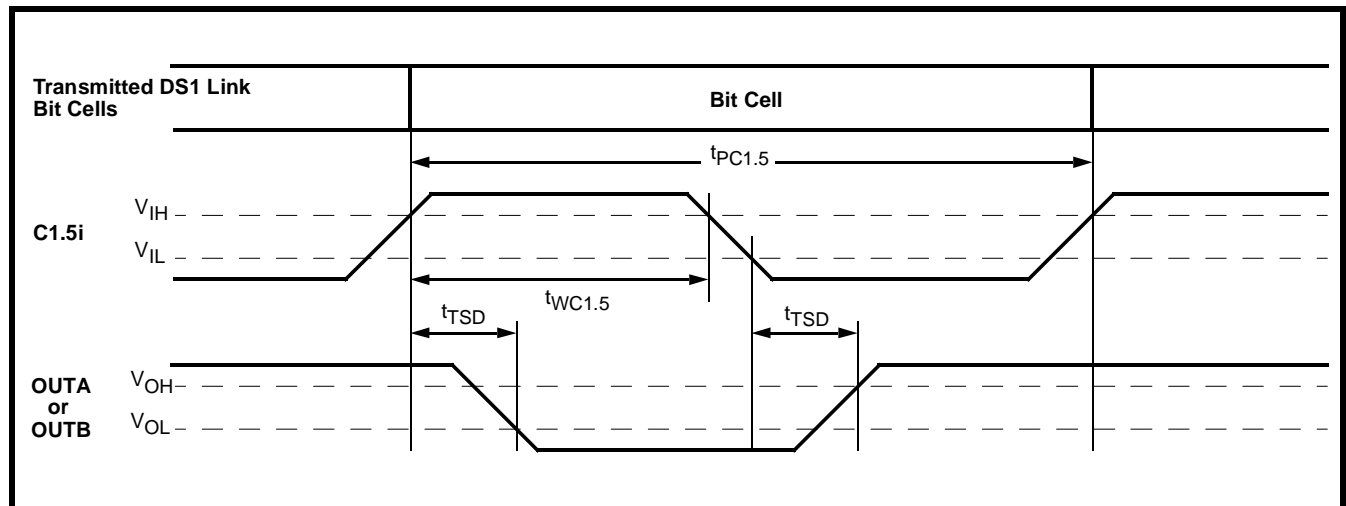 Transmitted DS1 Link
Bit Cells
Bit Cell
tPC1.5
C1.5i
VIH
VIL
tWC1.5
tTSD
tTSD
OUTA
or
OUTB
VOH
VOL